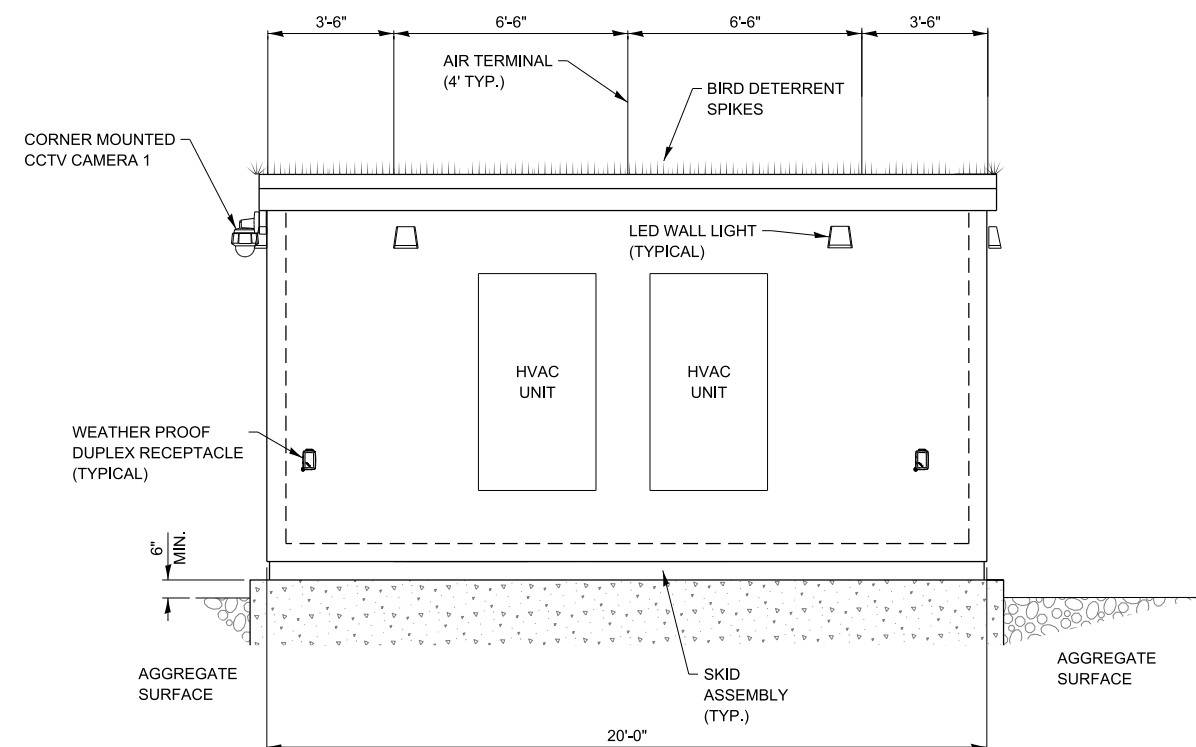 3'-6"
6'-6"
6'-6"
3'-6"
AIR TERMINAL
(4' TYP.)
BIRD DETERRENT
SPIKES
CORNER MOUNTED
CCTV CAMERA 1
LED WALL LIGHT
(TYPICAL)
HVAC
UNIT
HVAC
UNIT
WEATHER PROOF
DUPLEX RECEPTACLE
(TYPICAL)
6"
MIN.
AGGREGATE
SURFACE
SKID
ASSEMBLY
(TYP.)
AGGREGATE
SURFACE
20'-0"